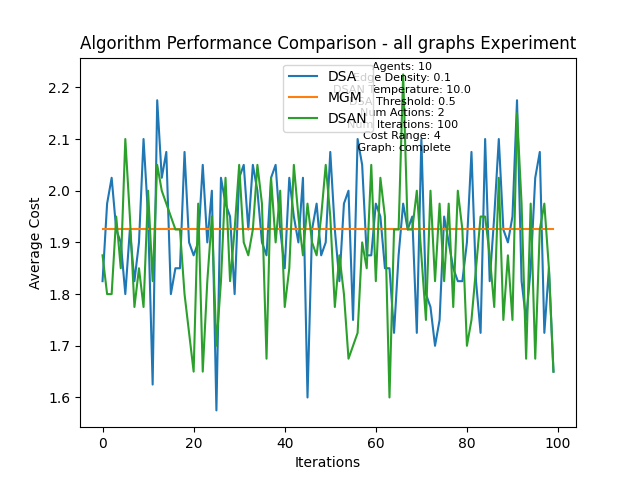 Algorithm Performance Comparison - all graphs Experiment
Agents: 10
Edge Density: 0.1
DSAN Temperature: 10.0
DSA Threshold: 0.5
Num Actions: 2
Num Iterations: 100
Cost Range: 4
Graph: complete
DSA
MGM
DSAN
Average Cost
2.2
2.1
2.0
1.9
1.8
1.7
1.6
0
20
40
60
80
100
Iterations